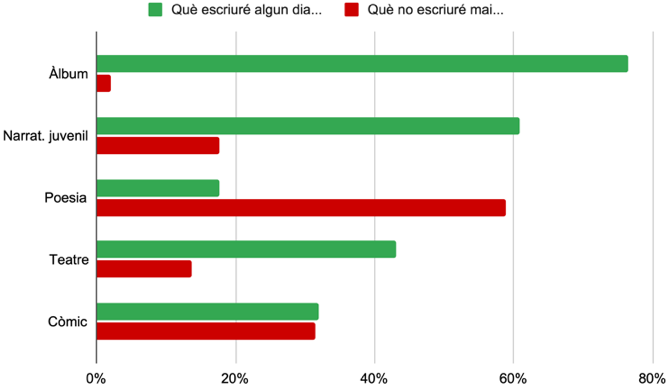 Què escriuré algun dia... Què no escriuré mai...
Àlbum
Narrat. juvenil
Poesia
Teatre
Còmic
0% 20% 40% 60% 80%